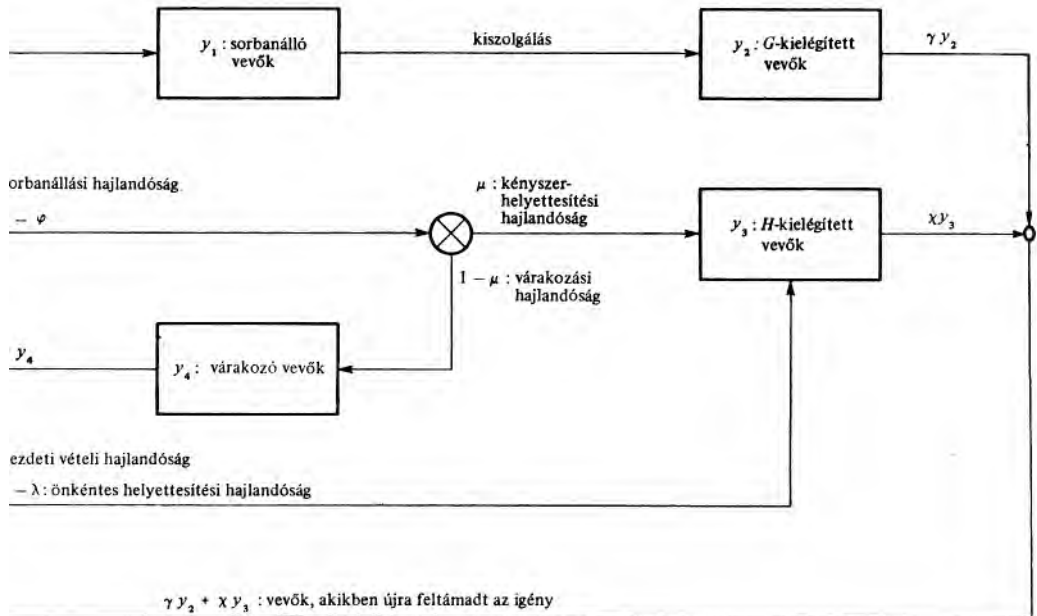 y₁ : sorbanálló
vevők
kiszolgálás
y₂ : G-kielégített
vevők
γ y₂
orbanállási hajlandóság
– φ
μ : kényszer-
helyettesítési
hajlandóság
y₃ : H-kielégített
vevők
χy₃
1 – μ : várakozási
hajlandóság
y₄
y₄ : várakozó vevők
ezdeti vételi hajlandóság
– λ: önkéntes helyettesítési hajlandóság
γ y₂ + χ y₃ : vevők, akikben újra feltámadt az igény